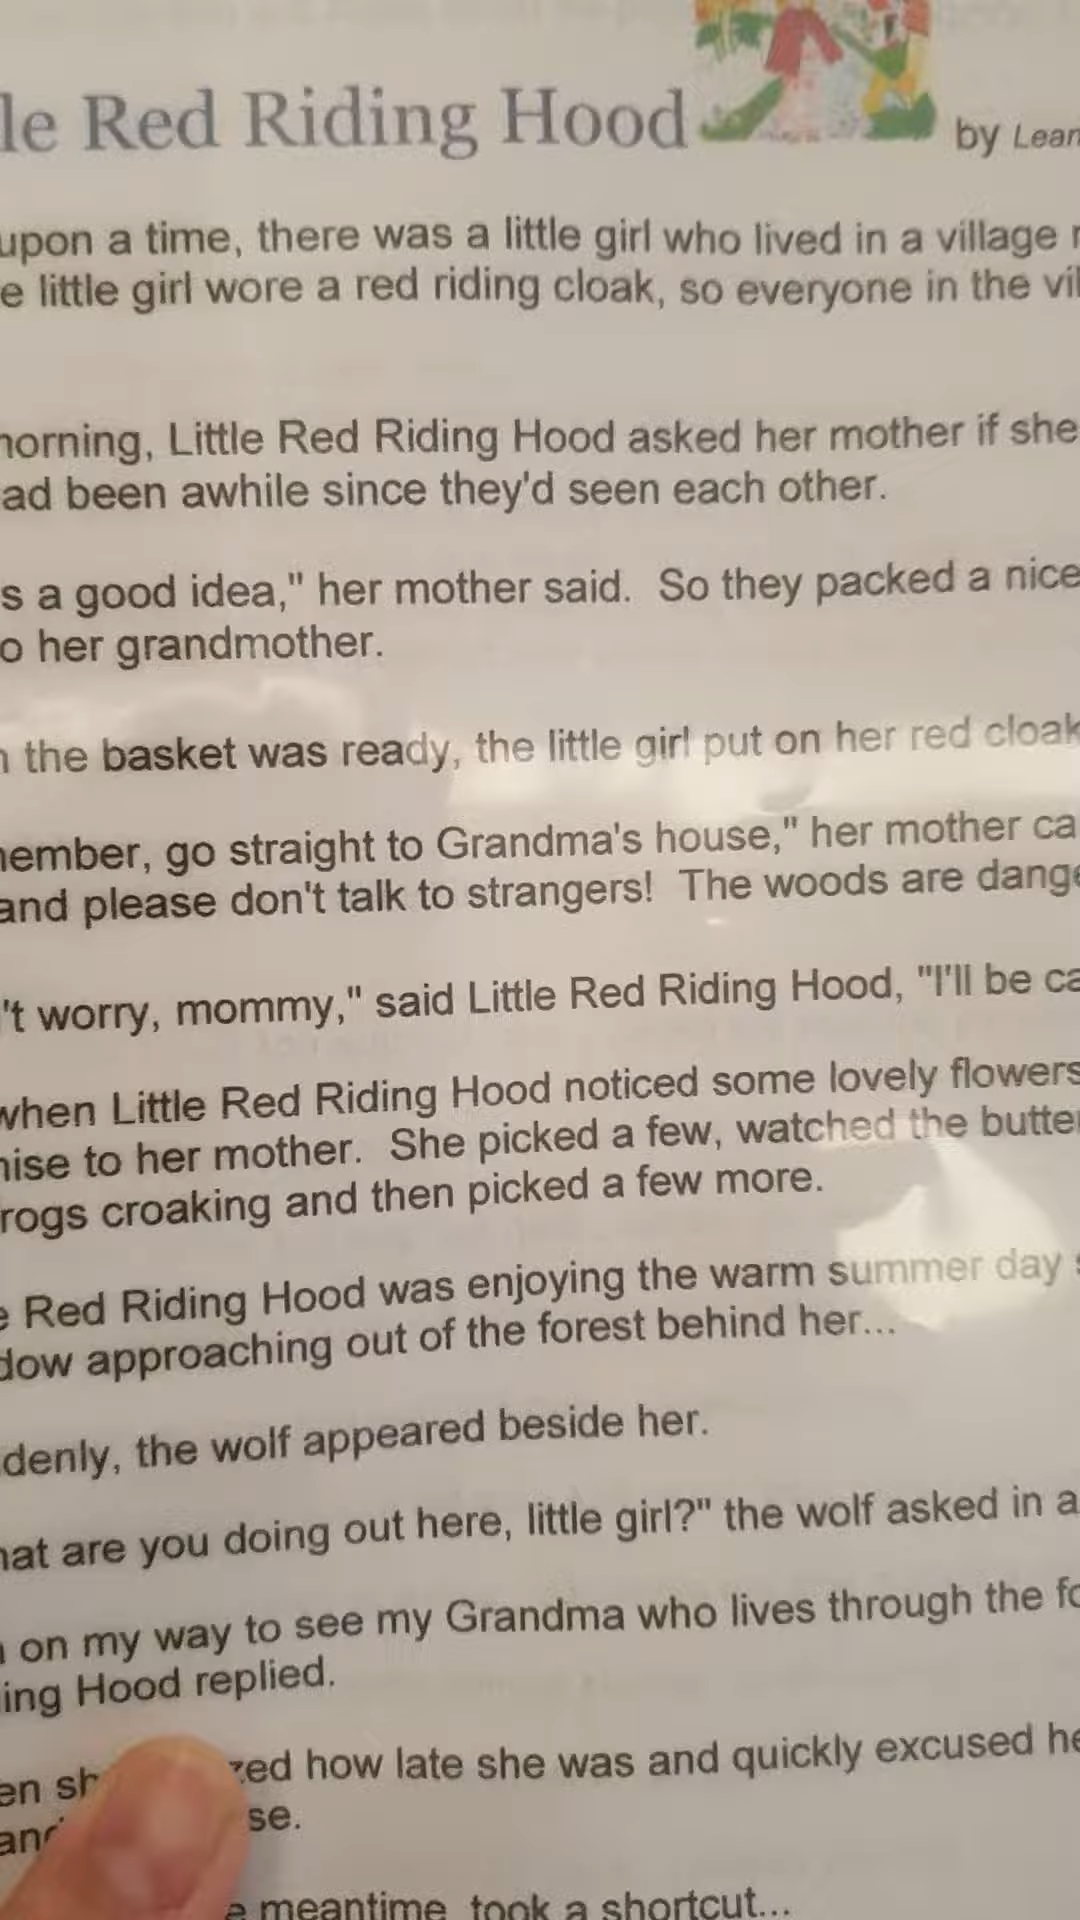 le Red Riding Hood
by Lean
upon a time, there was a little girl who lived in a village
e little girl wore a red riding cloak, so everyone in the vil
norning, Little Red Riding Hood asked her mother if she
ad been awhile since they'd seen each other.
s a good idea," her mother said. So they packed a nice
o her grandmother.
the basket was ready, the little girl put on her red cloak
ember, go straight to Grandma's house," her mother ca
and please don't talk to strangers! The woods are dange
't worry, mommy," said Little Red Riding Hood, "I'll be ca
when Little Red Riding Hood noticed some lovely flowers
nise to her mother. She picked a few, watched the butter
rogs croaking and then picked a few more.
e Red Riding Hood was enjoying the warm summer day
dow approaching out of the forest behind her...
denly, the wolf appeared beside her.
hat are you doing out here, little girl?" the wolf asked in a
on my way to see my Grandma who lives through the fo
ing Hood replied.
en sh zed how late she was and quickly excused he
and se.
e meantime, took a shortcut...